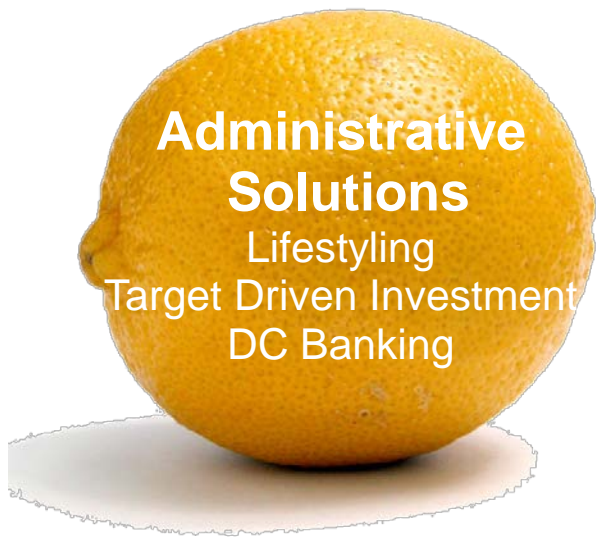 Administrative
Solutions
Lifestyling
Target Driven Investment
DC Banking